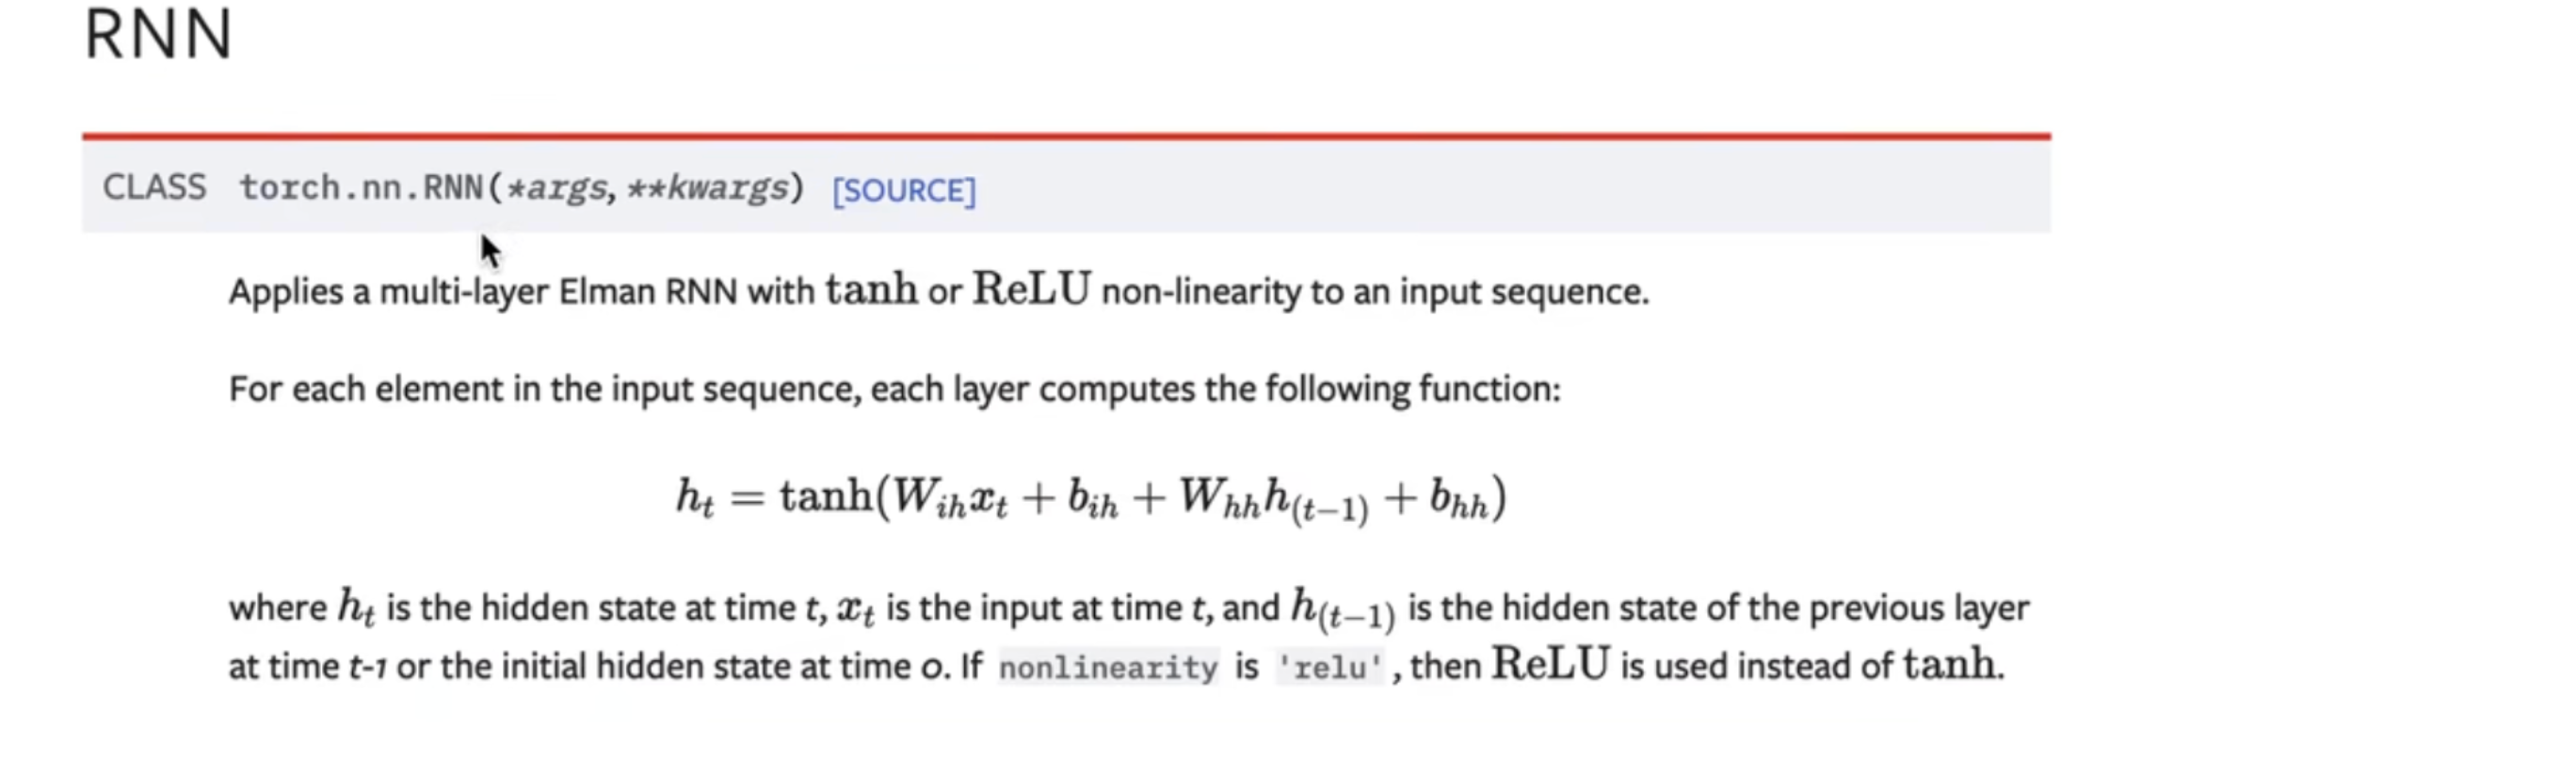 RNN
CLASS torch.nn.RNN(*args, **kwargs) [SOURCE]
Applies a multi-layer Elman RNN with tanh or ReLU non-linearity to an input sequence.
For each element in the input sequence, each layer computes the following function:
h_t = tanh(W_{ih}x_t + b_{ih} + W_{hh}h_{(t−1)} + b_{hh})
where h_t is the hidden state at time t, x_t is the input at time t, and h_{(t−1)} is the hidden state of the previous layer
at time t-1 or the initial hidden state at time 0. If nonlinearity is 'relu', then ReLU is used instead of tanh.